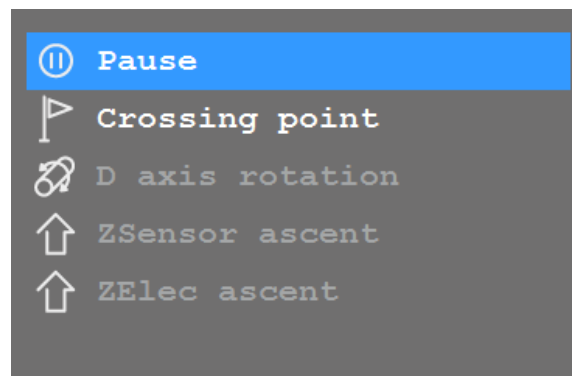 Pause
Crossing point
D axis rotation
ZSensor ascent
ZElec ascent